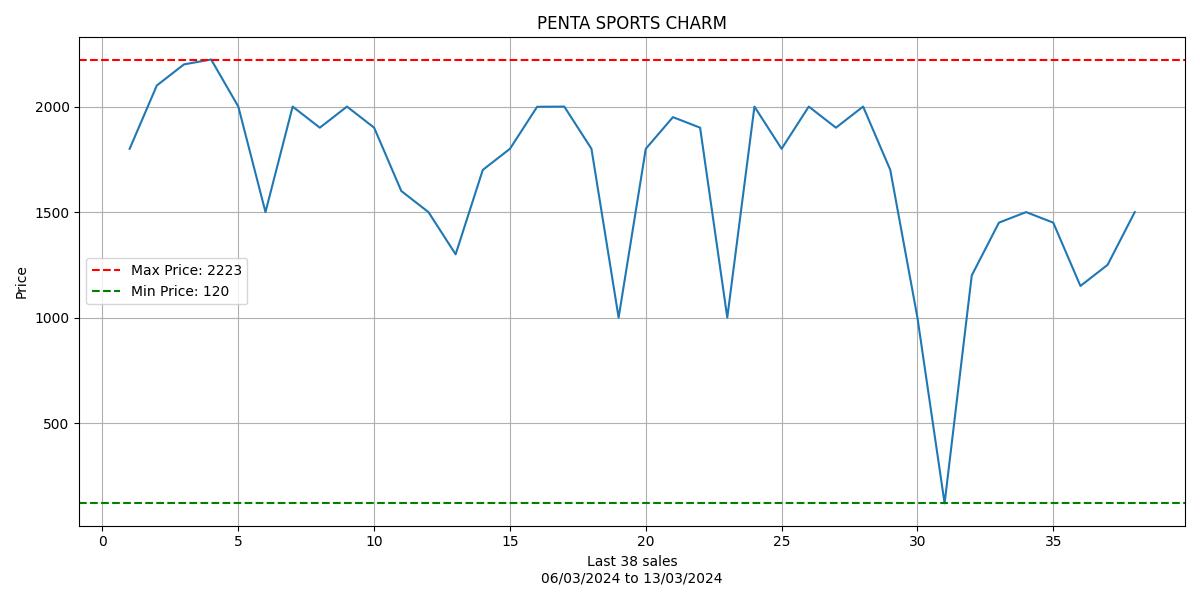 PENTA SPORTS CHARM
2000
1500
1000
500
Price
Max Price: 2223
Min Price: 120
0 5 10 15 20 25 30 35
Last 38 sales
06/03/2024 to 13/03/2024